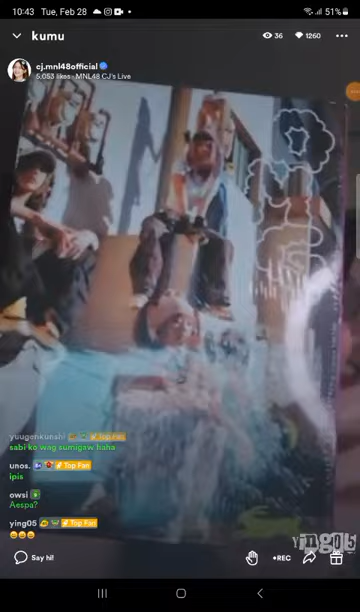 10:43 Tue, Feb 28 51%
kumu 36 1260
cj.mnl48official
5,053 likes · MNL48 CJ's Live
yuugenkunshi Top Fan
sabi ko wag sumigaw haha
unos. Top Fan
ipis
owsi
Aespa?
ying05 Top Fan
Ying05
Say hi! •REC